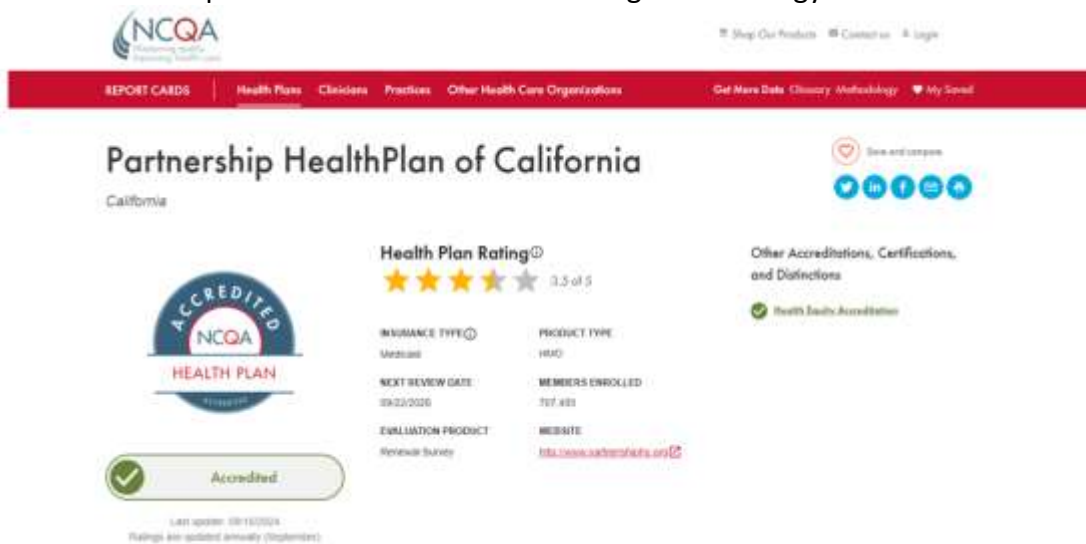 NCQA
Shop Our Products Contact us Login
REPORT CARDS Health Plans Clinicians Practices Other Health Care Organizations Get More Data Glossary Methodology My Saved
Partnership HealthPlan of California
California
Save and compare
Health Plan Rating
3.5 of 5
Other Accreditations, Certifications,
and Distinctions
Health Equity Accreditation
ACCREDITED
NCQA
HEALTH PLAN
INSURANCE TYPE PRODUCT TYPE
Medicaid HMO
NEXT REVIEW DATE MEMBERS ENROLLED
EVALUATION PRODUCT WEBSITE
Renewal Survey
Accredited
Last update:
Ratings are updated annually (September)